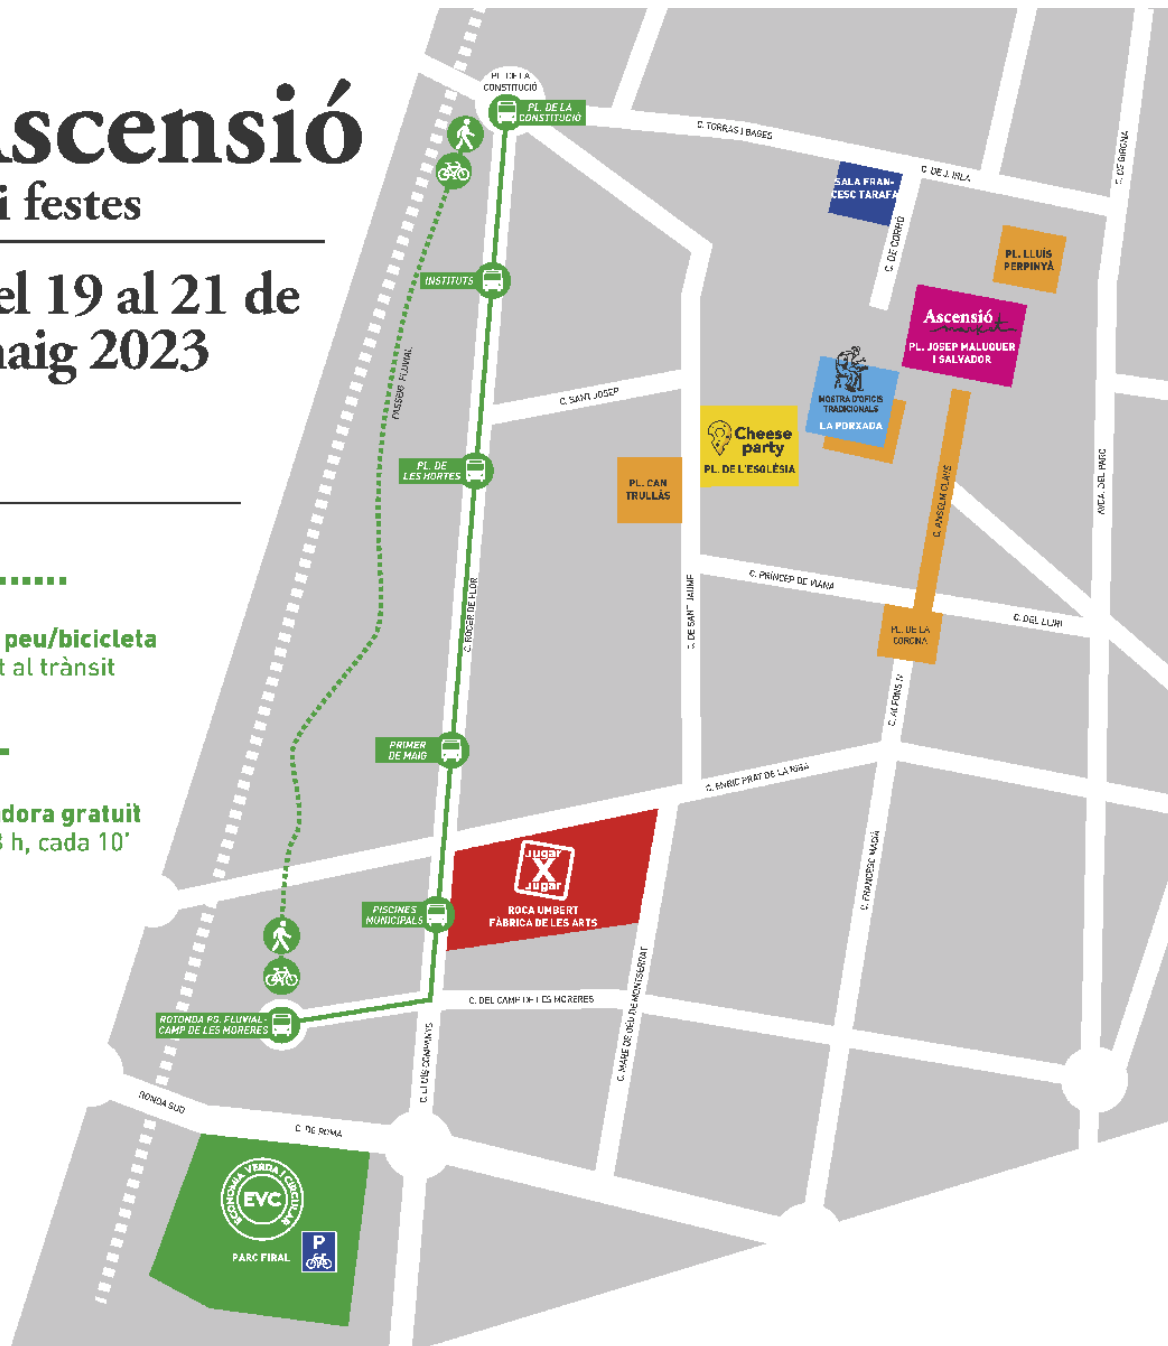 Ascensió
i festes
el 19 al 21 de
maig 2023
peu/bicicleta
t al trànsit
dora gratuït
h, cada 10'
PL. DE LA
CONSTITUCIÓ
PL. DE LA
CONSTITUCIÓ
C. TORRAS I BAGES
C. DE J. IRLA
C. DE GIRONA
SALA FRAN-
CESC TARAFA
C. DE CORRÓ
PL. LLUÍS
PERPINYÀ
INSTITUTS
Ascensió
market
PL. JOSEP MALUQUER
I SALVADOR
PASSEIG FLUVIAL
C. SANT JOSEP
MOSTRA D'OFICIS
TRADICIONALS
LA PORXADA
Cheese
party
PL. DE L'ESGLÉSIA
PL. DE
LES HORTES
PL. CAN
TRULLÀS
C. ANSELM CLAVÉ
AVDA. DEL PARC
C. ROGER DE FLOR
C. DE SANT JAUME
C. PRÍNCEP DE VIANA
C. DEL LLIRI
PL. DE LA
CORONA
C. ALFONS IV
PRIMER
DE MAIG
C. ENRIC PRAT DE LA RIBA
Jugar
X
Jugar
ROCA UMBERT
FÀBRICA DE LES ARTS
C. FRANCESC MACIÀ
PISCINES
MUNICIPALS
C. MARE DE DÉU DE MONTSERRAT
C. DEL CAMP DE LES MORERES
ROTONDA PG. FLUVIAL-
CAMP DE LES MORERES
C. LLUÍS COMPANYS
RONDA SUD
C. DE ROMA
ECONOMIA VERDA I CIRCULAR
EVC
PARC FIRAL
P